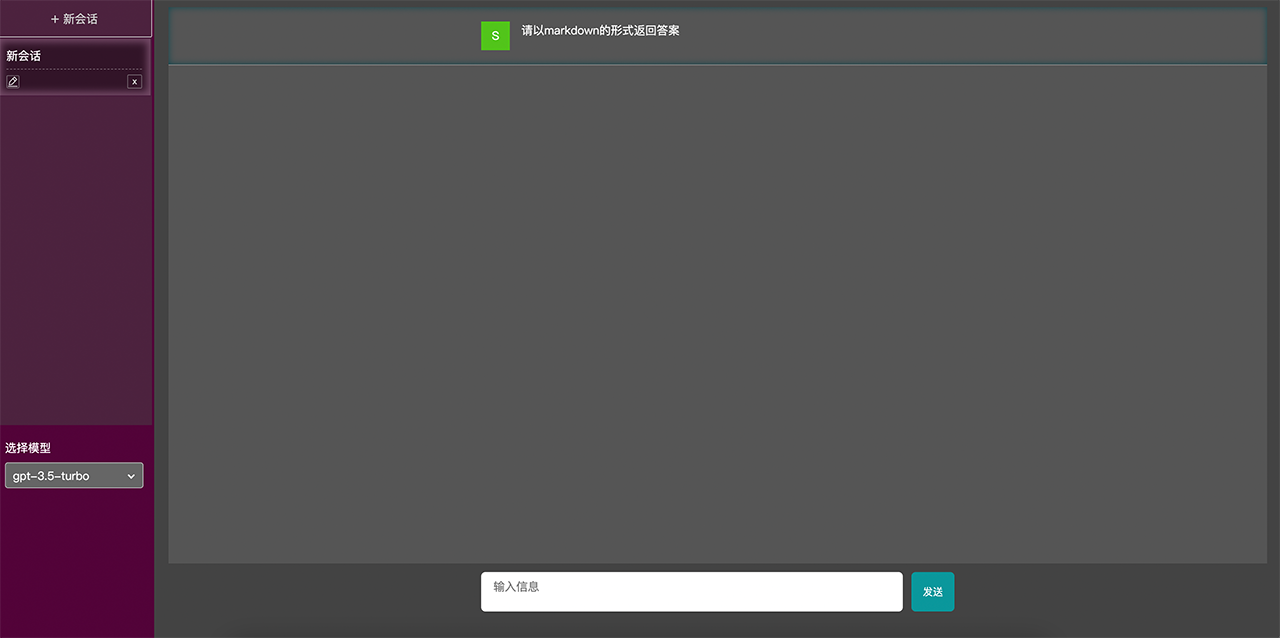 + 新会话
新会话
x
选择模型
gpt-3.5-turbo
S
请以markdown的形式返回答案
输入信息
发送